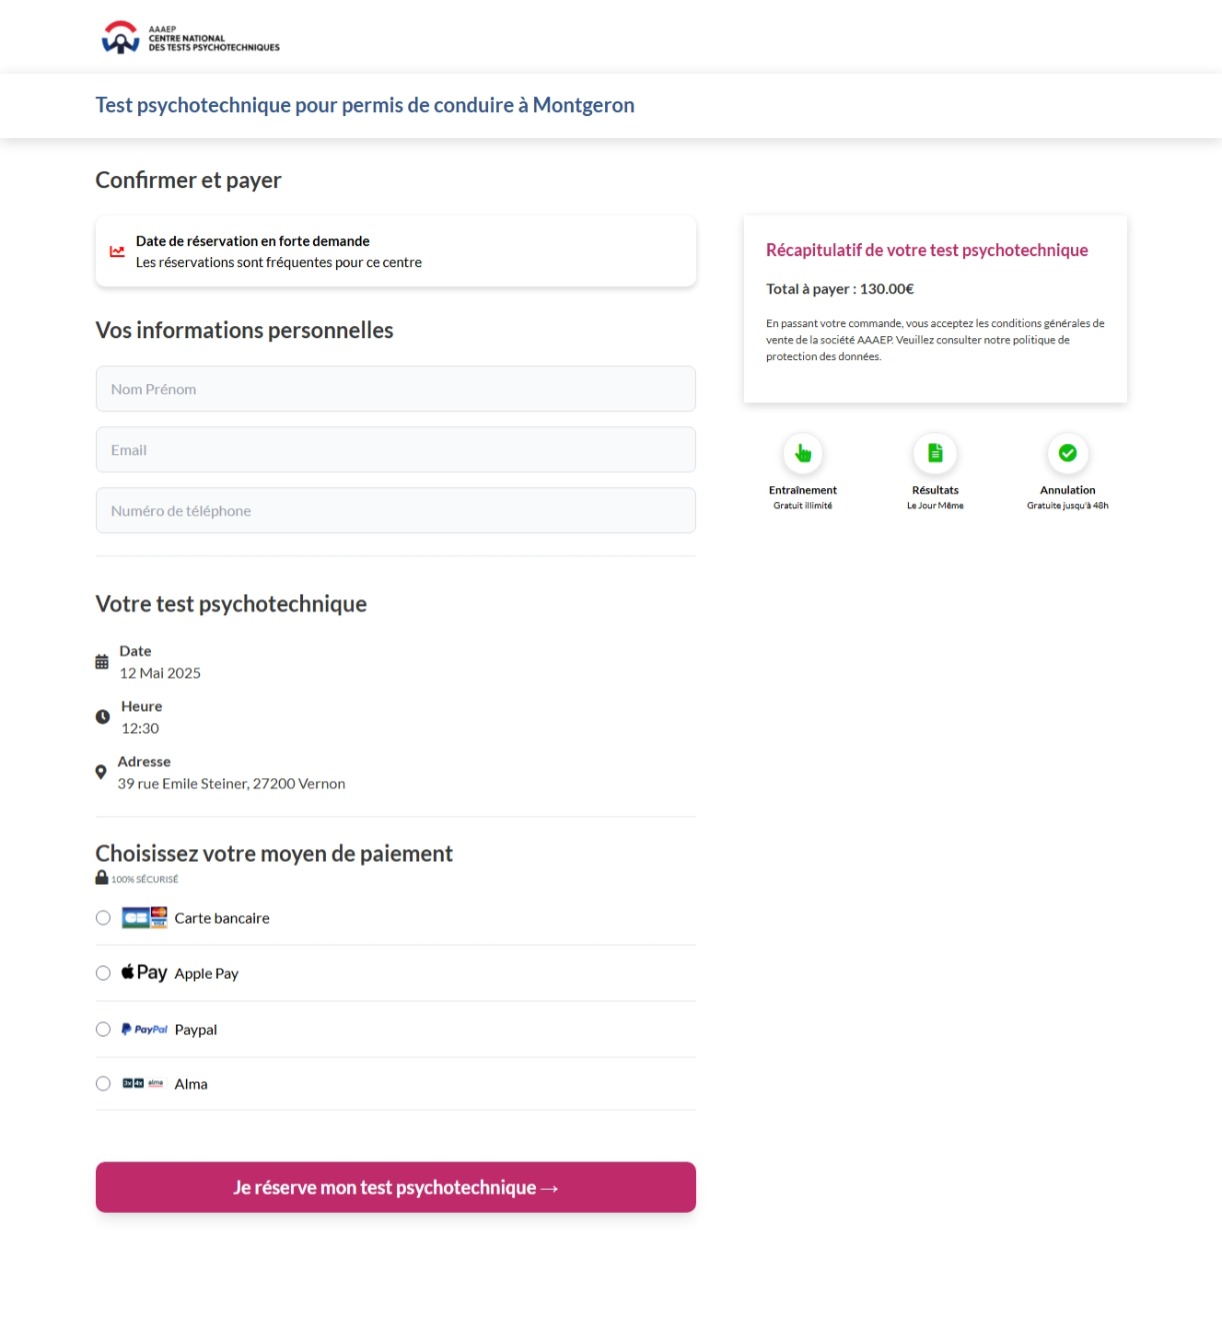 AAAEP
CENTRE NATIONAL
DES TESTS PSYCHOTECHNIQUES
Test psychotechnique pour permis de conduire à Montgeron
Confirmer et payer
Date de réservation en forte demande
Les réservations sont fréquentes pour ce centre
Vos informations personnelles
Nom Prénom
Email
Numéro de téléphone
Votre test psychotechnique
Date
12 Mai 2025
Heure
12:30
Adresse
39 rue Emile Steiner, 27200 Vernon
Choisissez votre moyen de paiement
100% SÉCURISÉ
CB VISA Carte bancaire
Pay Apple Pay
PayPal Paypal
3x 4x alma Alma
Je réserve mon test psychotechnique →
Récapitulatif de votre test psychotechnique
Total à payer : 130.00€
En passant votre commande, vous acceptez les conditions générales de
vente de la société AAAEP. Veuillez consulter notre politique de
protection des données.
Entraînement
Gratuit illimité
Résultats
Le Jour Même
Annulation
Gratuite jusqu'à 48h